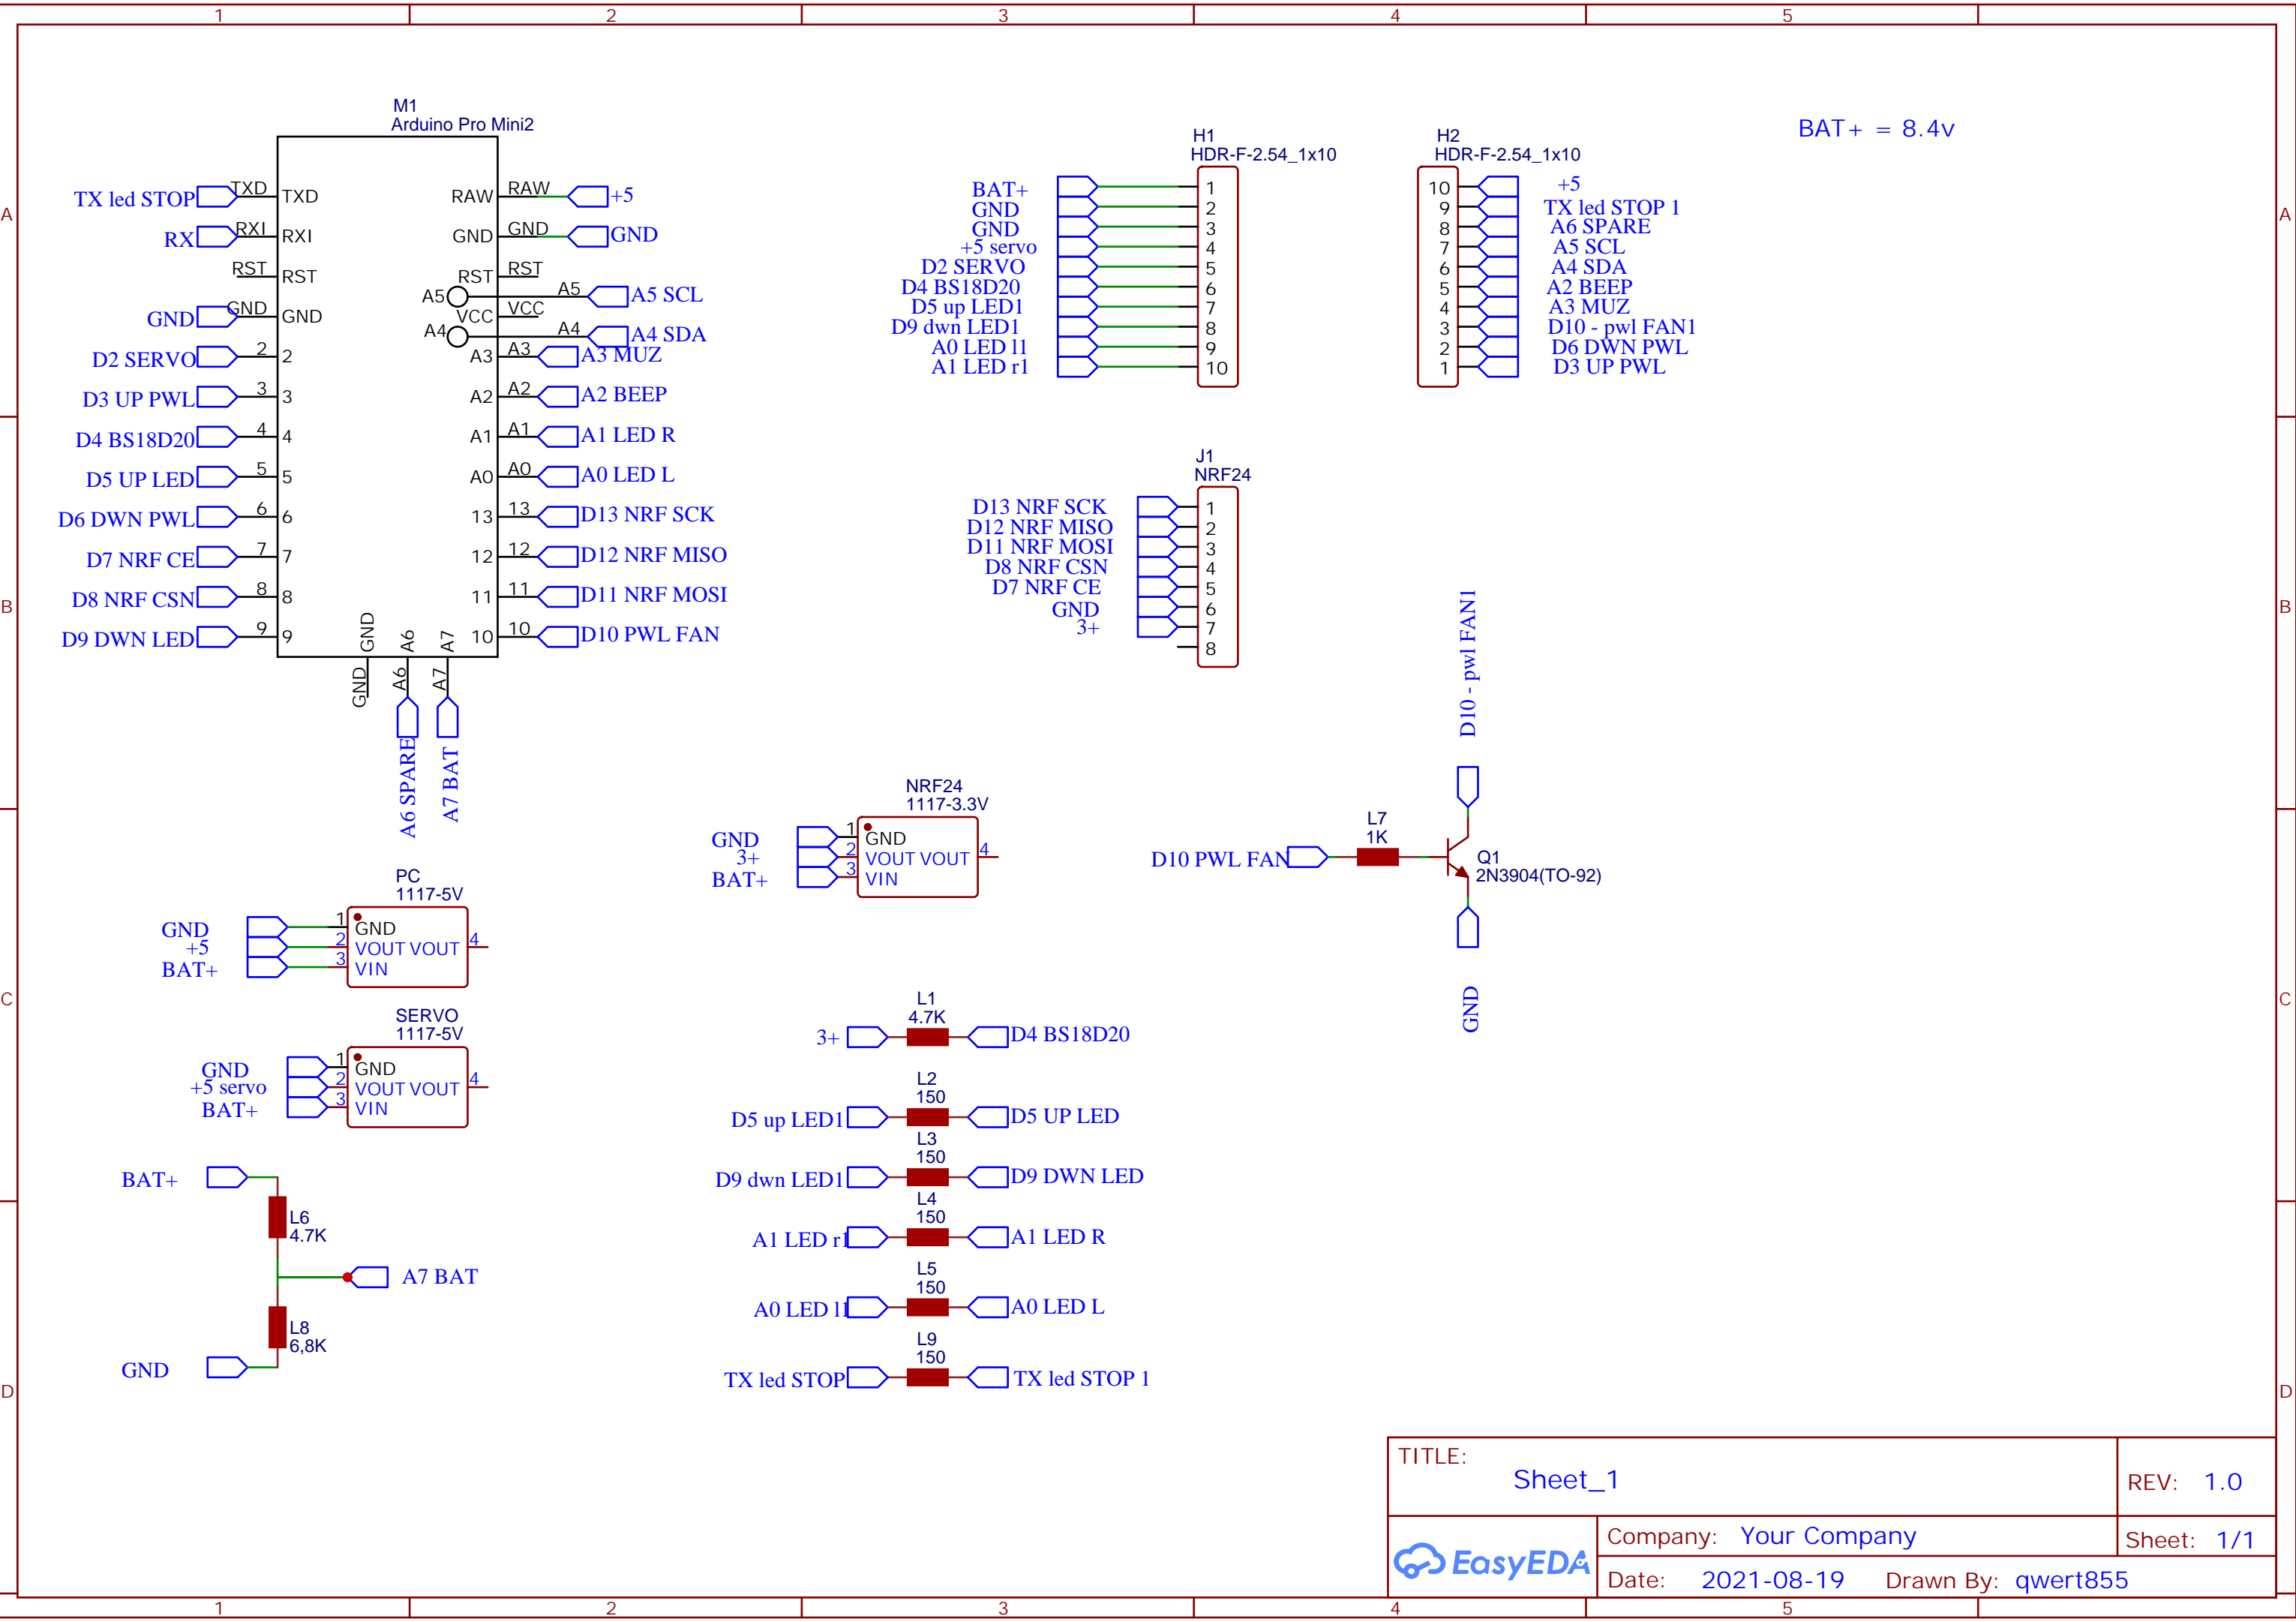 1 2 3 4 5
A
B
C
D
A
B
C
D
1 2 3 4 5
M1
Arduino Pro Mini2
TX led STOP TXD TXD
RX RXI RXI
RST RST
GND GND GND
D2 SERVO 2 2
D3 UP PWL 3 3
D4 BS18D20 4 4
D5 UP LED 5 5
D6 DWN PWL 6 6
D7 NRF CE 7 7
D8 NRF CSN 8 8
D9 DWN LED 9 9
RAW RAW +5
GND GND GND
RST RST
A5 A5 A5 SCL
VCC VCC
A4 A4 A4 SDA
A3 A3 A3 MUZ
A2 A2 A2 BEEP
A1 A1 A1 LED R
A0 A0 A0 LED L
13 13 D13 NRF SCK
12 12 D12 NRF MISO
11 11 D11 NRF MOSI
10 10 D10 PWL FAN
GND GND
A6 A6 A6 SPARE
A7 A7 A7 BAT
H1
HDR-F-2.54_1x10
BAT+ 1
GND 2
GND 3
+5 servo 4
D2 SERVO 5
D4 BS18D20 6
D5 up LED1 7
D9 dwn LED1 8
A0 LED l1 9
A1 LED r1 10
H2
HDR-F-2.54_1x10
10 +5
9 TX led STOP 1
8 A6 SPARE
7 A5 SCL
6 A4 SDA
5 A2 BEEP
4 A3 MUZ
3 D10 - pwl FAN1
2 D6 DWN PWL
1 D3 UP PWL
BAT+ = 8.4v
J1
NRF24
D13 NRF SCK 1
D12 NRF MISO 2
D11 NRF MOSI 3
D8 NRF CSN 4
D7 NRF CE 5
GND 6
3+ 7
8
NRF24
1117-3.3V
GND 1 GND
3+ 2 VOUT VOUT 4
BAT+ 3 VIN
D10 - pwl FAN1
L7
1K
D10 PWL FAN
Q1
2N3904(TO-92)
GND
PC
1117-5V
GND 1 GND
+5 2 VOUT VOUT 4
BAT+ 3 VIN
SERVO
1117-5V
GND 1 GND
+5 servo 2 VOUT VOUT 4
BAT+ 3 VIN
BAT+
L6
4.7K
A7 BAT
L8
6,8K
GND
L1
4.7K
3+ D4 BS18D20
L2
150
D5 up LED1 D5 UP LED
L3
150
D9 dwn LED1 D9 DWN LED
L4
150
A1 LED r1 A1 LED R
L5
150
A0 LED l1 A0 LED L
L9
150
TX led STOP TX led STOP 1
TITLE:
Sheet_1
REV: 1.0
EasyEDA
Company: Your Company
Sheet: 1/1
Date: 2021-08-19 Drawn By: qwert855